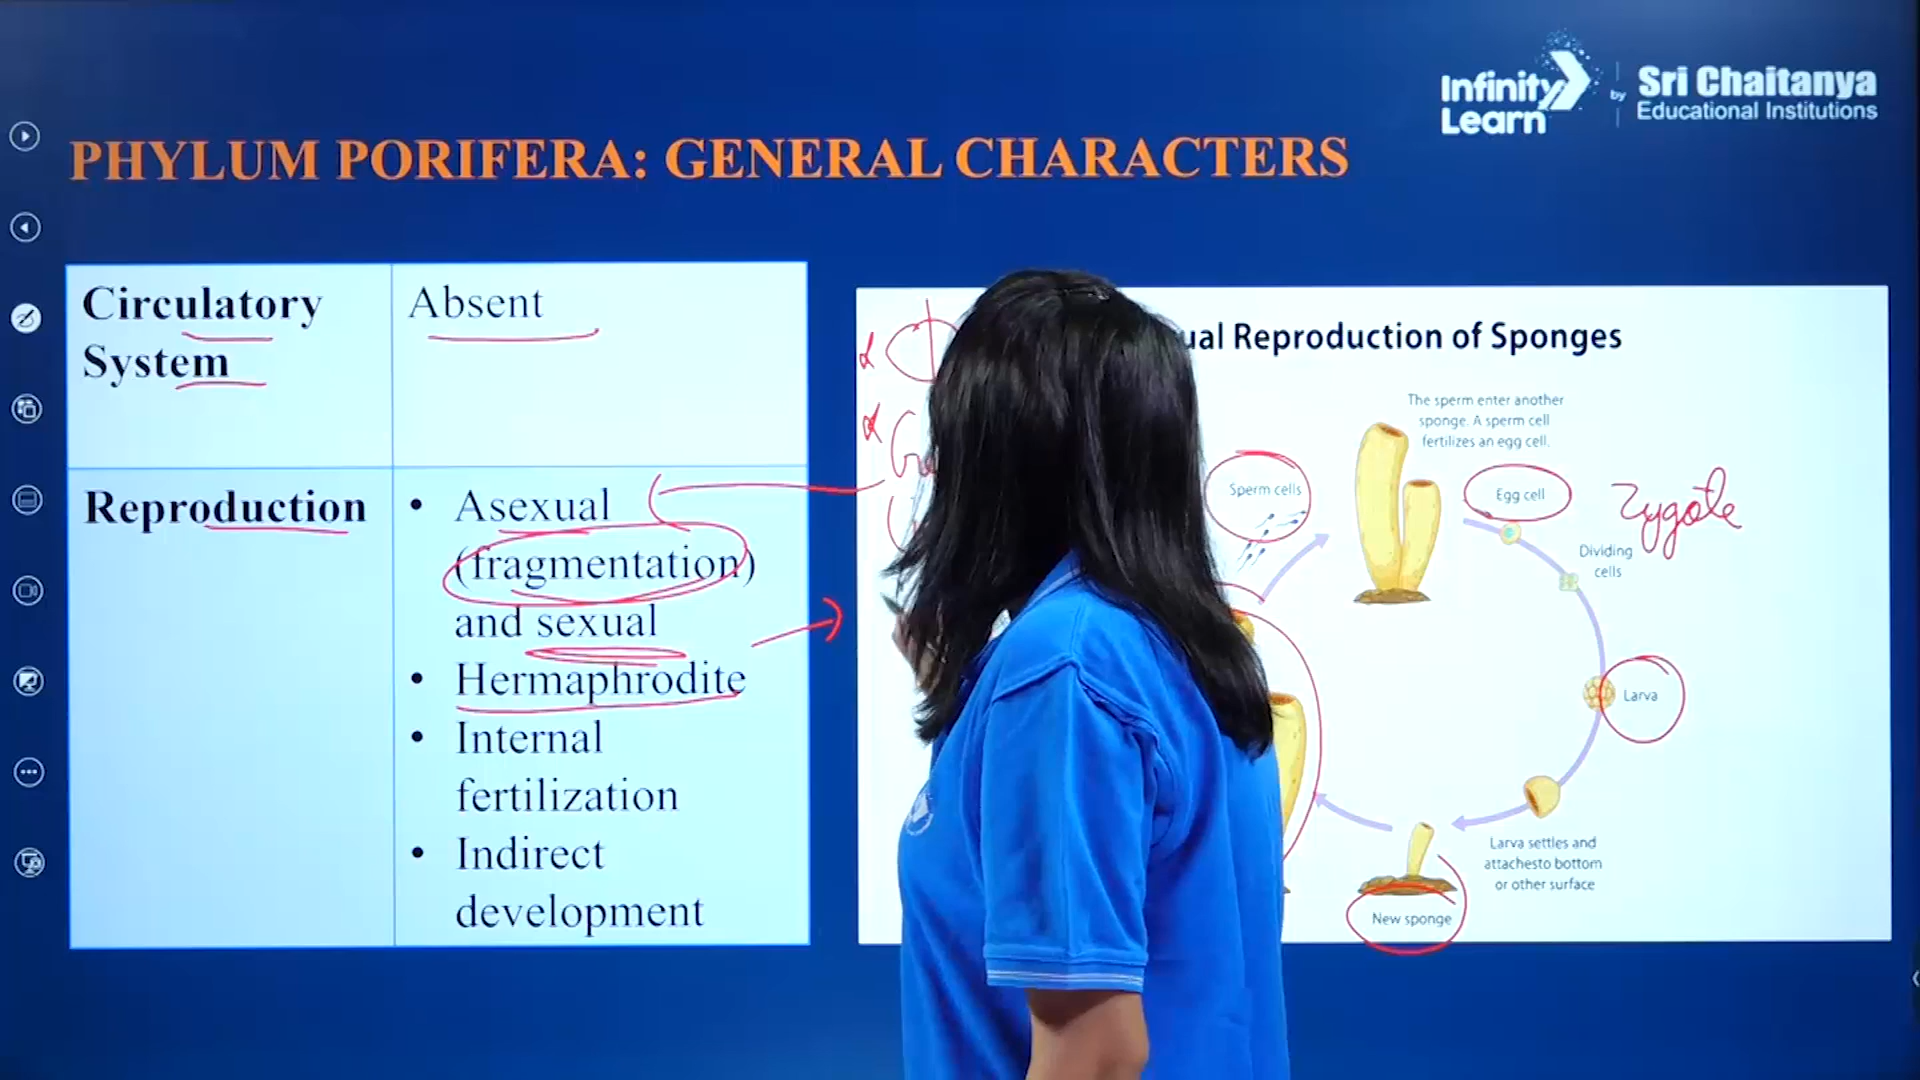 Infinity Learn
by
Sri Chaitanya
Educational Institutions
PHYLUM PORIFERA: GENERAL CHARACTERS
Circulatory System
Absent
Reproduction
• Asexual
(fragmentation)
and sexual
• Hermaphrodite
• Internal
fertilization
• Indirect
development
ual Reproduction of Sponges
The sperm enter another
sponge. A sperm cell
fertilizes an egg cell.
Sperm cells
Egg cell
Zygote
Dividing
cells
Larva
Larva settles and
attachesto bottom
or other surface
New sponge